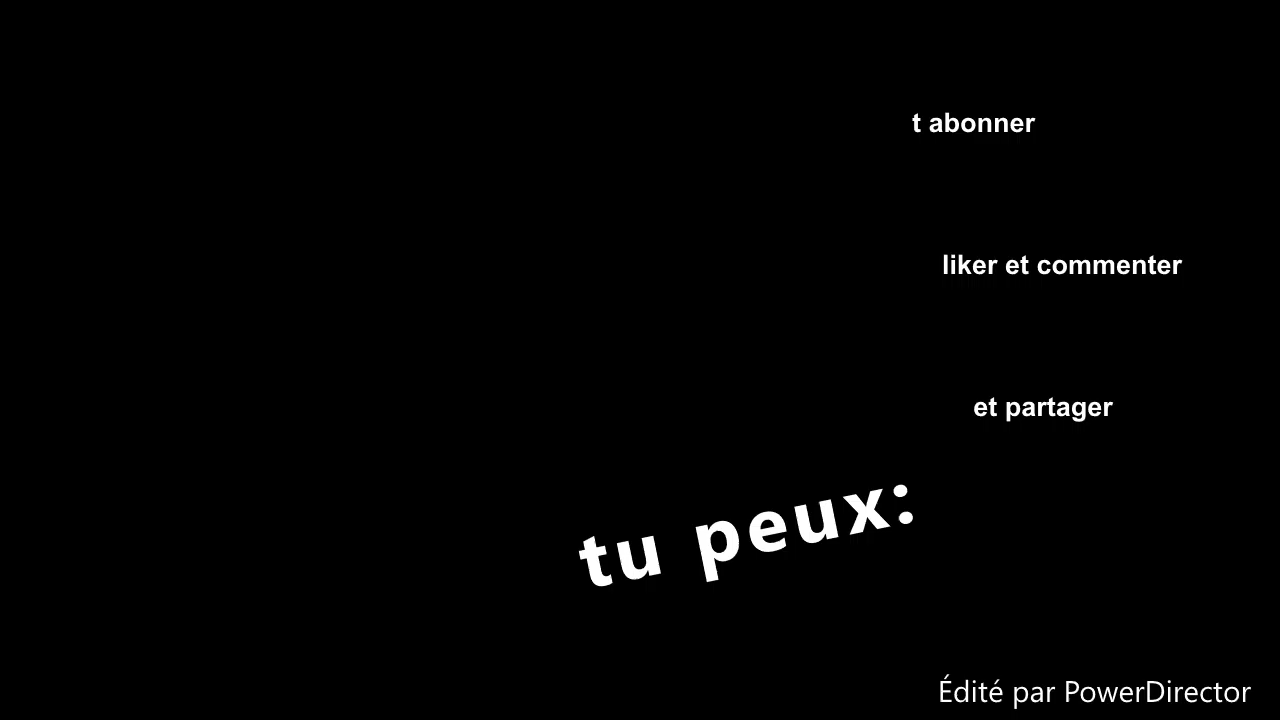 t abonner
liker et commenter
et partager
tu peux:
Édité par PowerDirector